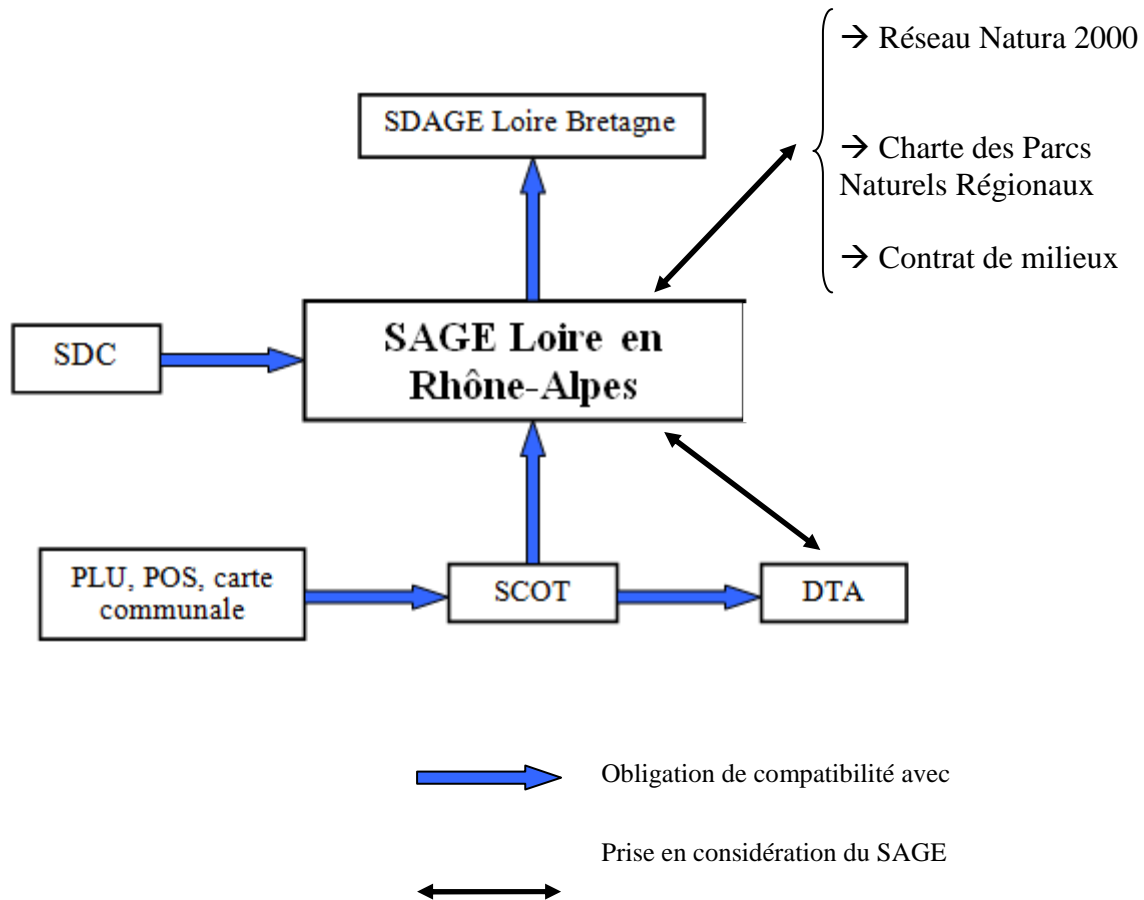 → Réseau Natura 2000
SDAGE Loire Bretagne
→ Charte des Parcs
Naturels Régionaux
→ Contrat de milieux
SDC
SAGE Loire en
Rhône-Alpes
PLU, POS, carte
communale
SCOT
DTA
Obligation de compatibilité avec
Prise en considération du SAGE